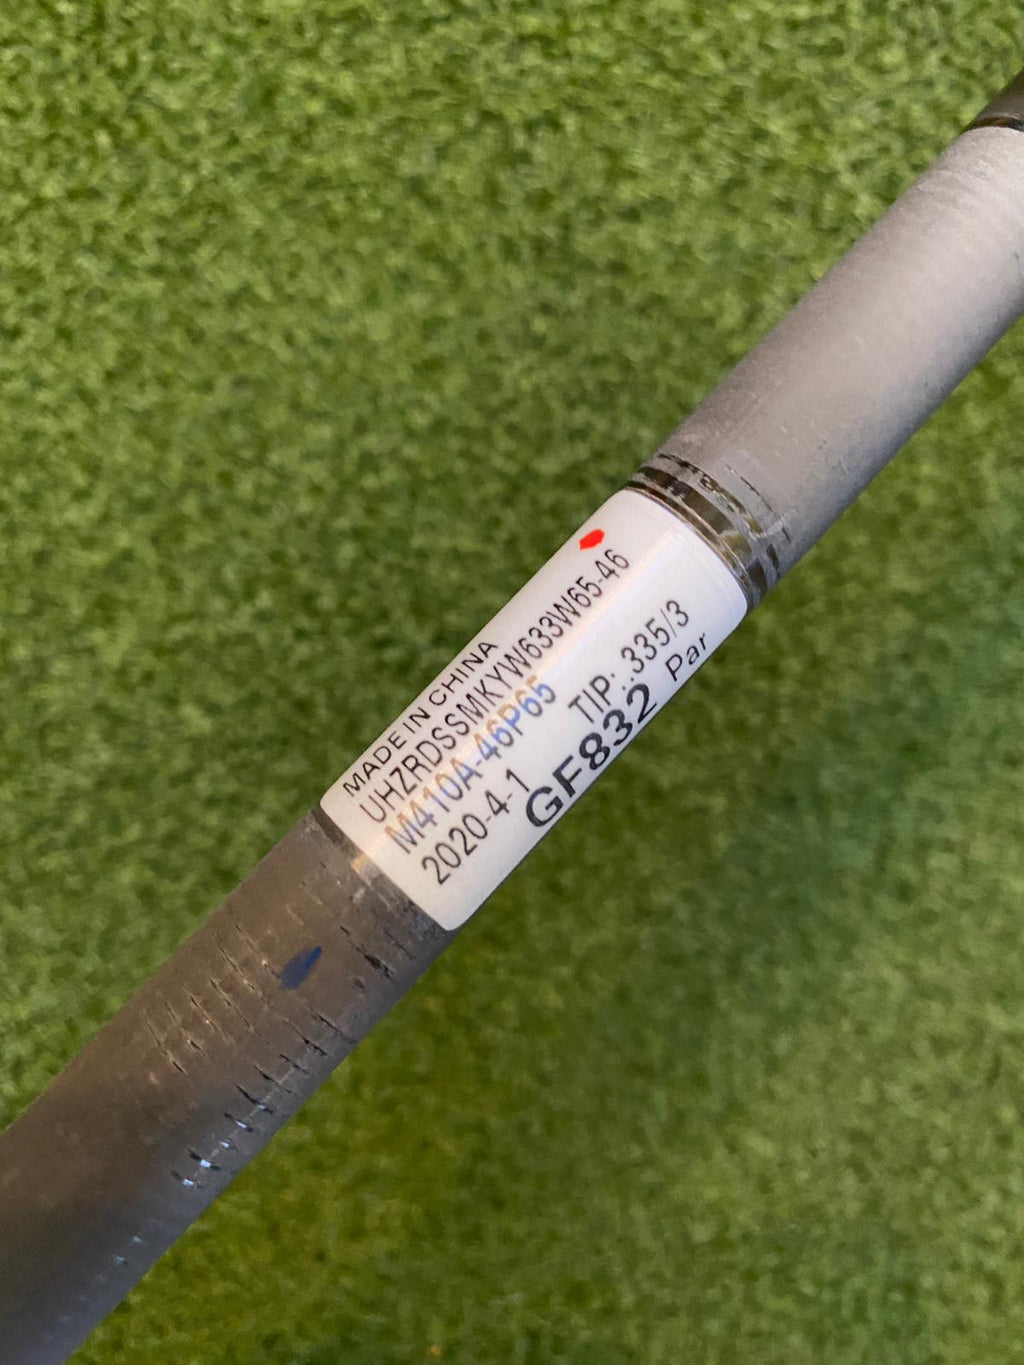 MADE IN CHINA
UHZRDSSMKYW633W65-46
M410A-46P65
2020-4-1 TIP:.335/3
GF832 Par